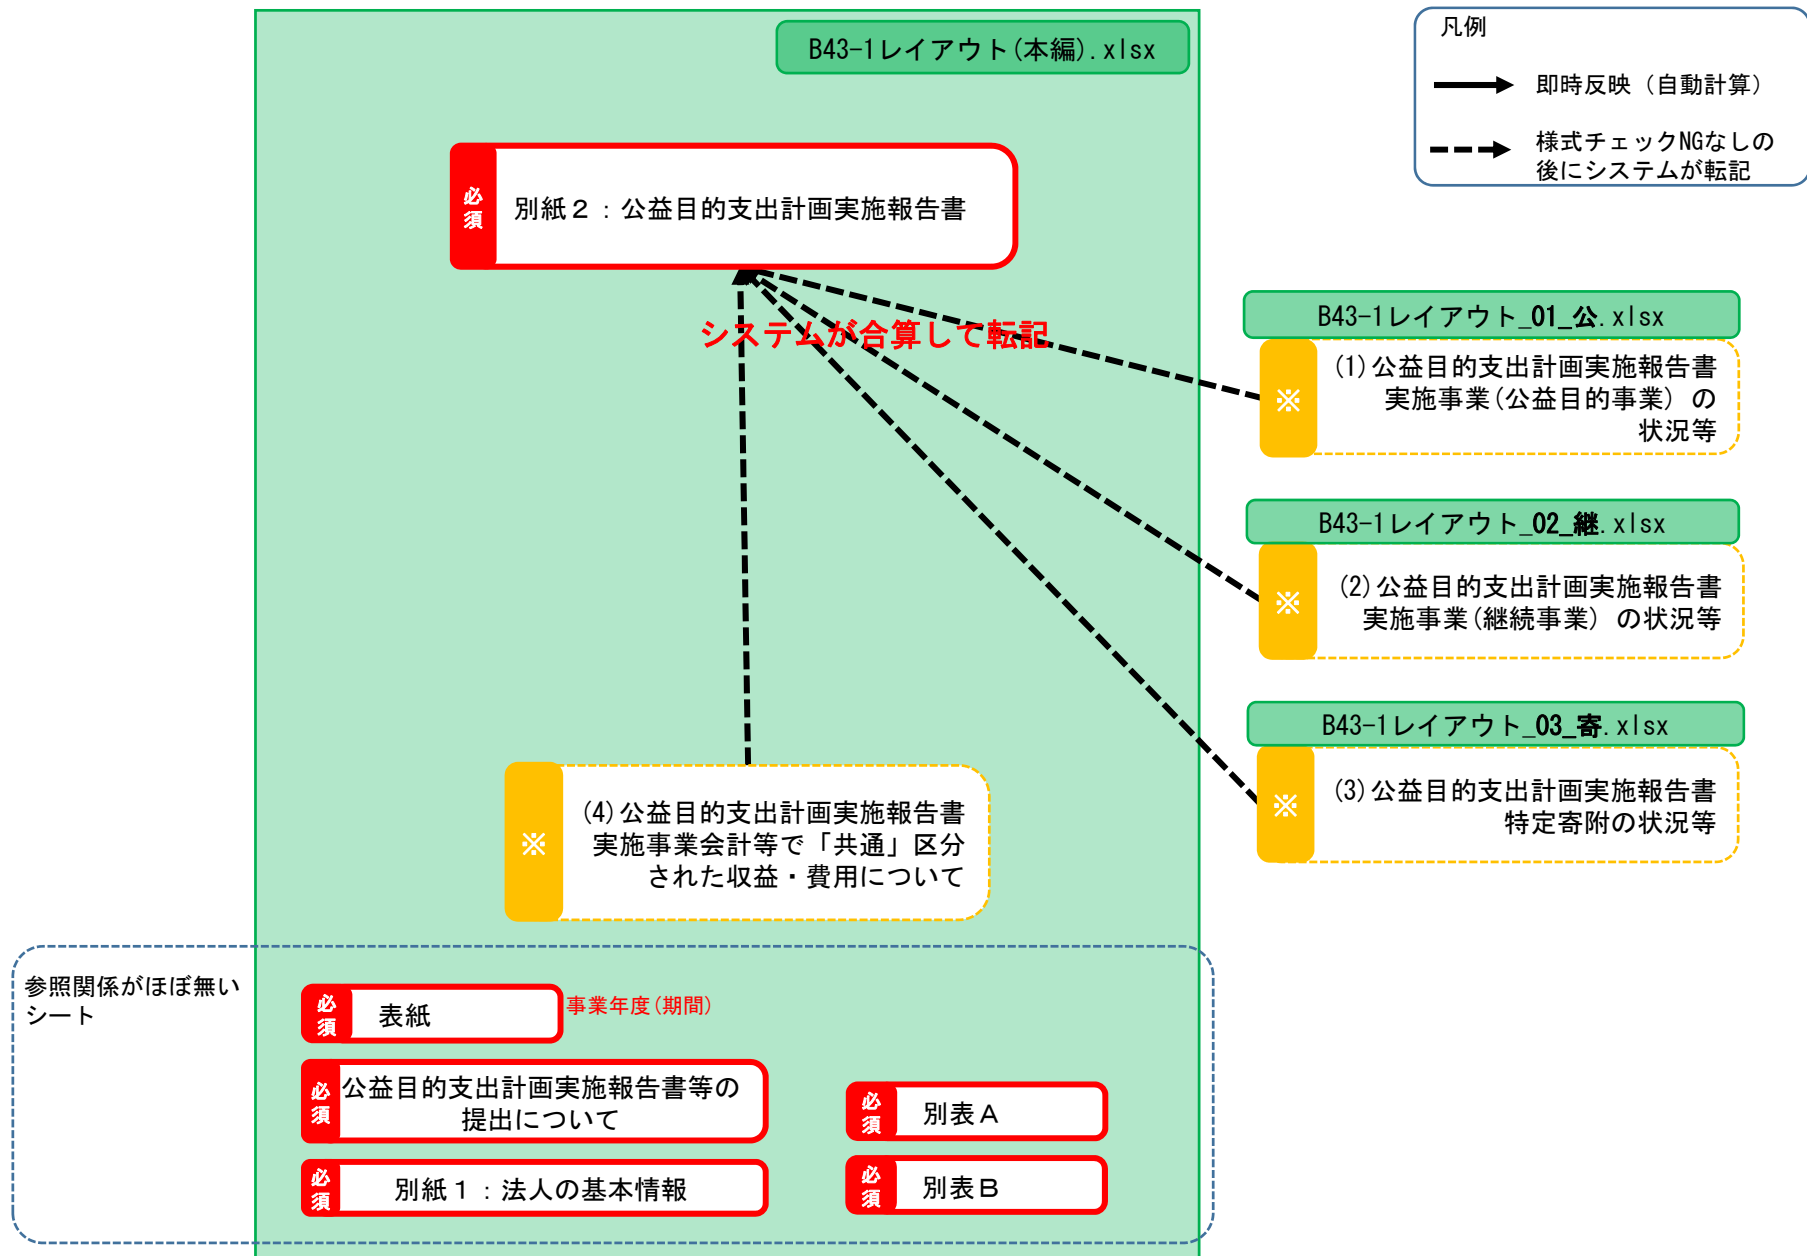 B43-1レイアウト(本編).xlsx
凡例
即時反映（自動計算）
様式チェックNGなしの
後にシステムが転記
必須
別紙２：公益目的支出計画実施報告書
システムが合算して転記
B43-1レイアウト_01_公.xlsx
※
(1)公益目的支出計画実施報告書
実施事業(公益目的事業）の
状況等
B43-1レイアウト_02_継.xlsx
※
(2)公益目的支出計画実施報告書
実施事業(継続事業）の状況等
B43-1レイアウト_03_寄.xlsx
※
(3)公益目的支出計画実施報告書
特定寄附の状況等
※
(4)公益目的支出計画実施報告書
実施事業会計等で「共通」区分
された収益・費用について
参照関係がほぼ無い
シート
必須
表紙
事業年度(期間)
必須
公益目的支出計画実施報告書等の
提出について
必須
別紙１：法人の基本情報
必須
別表Ａ
必須
別表Ｂ